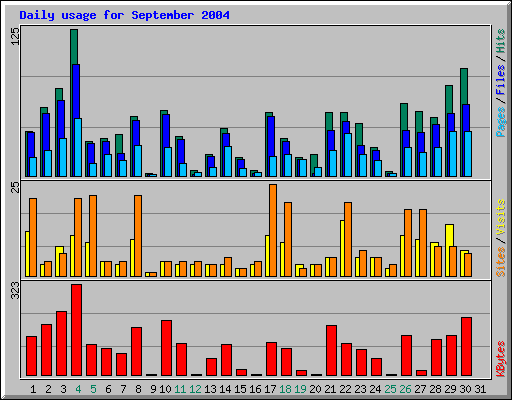 Daily usage for September 2004
125
Pages / Files / Hits
25
Sites / Visits
323
KBytes
1 2 3 4 5 6 7 8 9 10 11 12 13 14 15 16 17 18 19 20 21 22 23 24 25 26 27 28 29 30 31